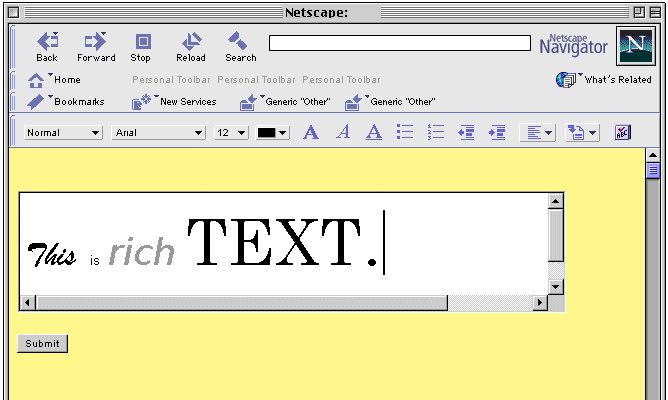 Netscape:
Back Forward Stop Reload Search Netscape Navigator N
Home Personal Toolbar Personal Toolbar Personal Toolbar What's Related
Bookmarks New Services Generic "Other" Generic "Other"
Normal Arial 12 A A A ABC
This is rich TEXT.
Submit